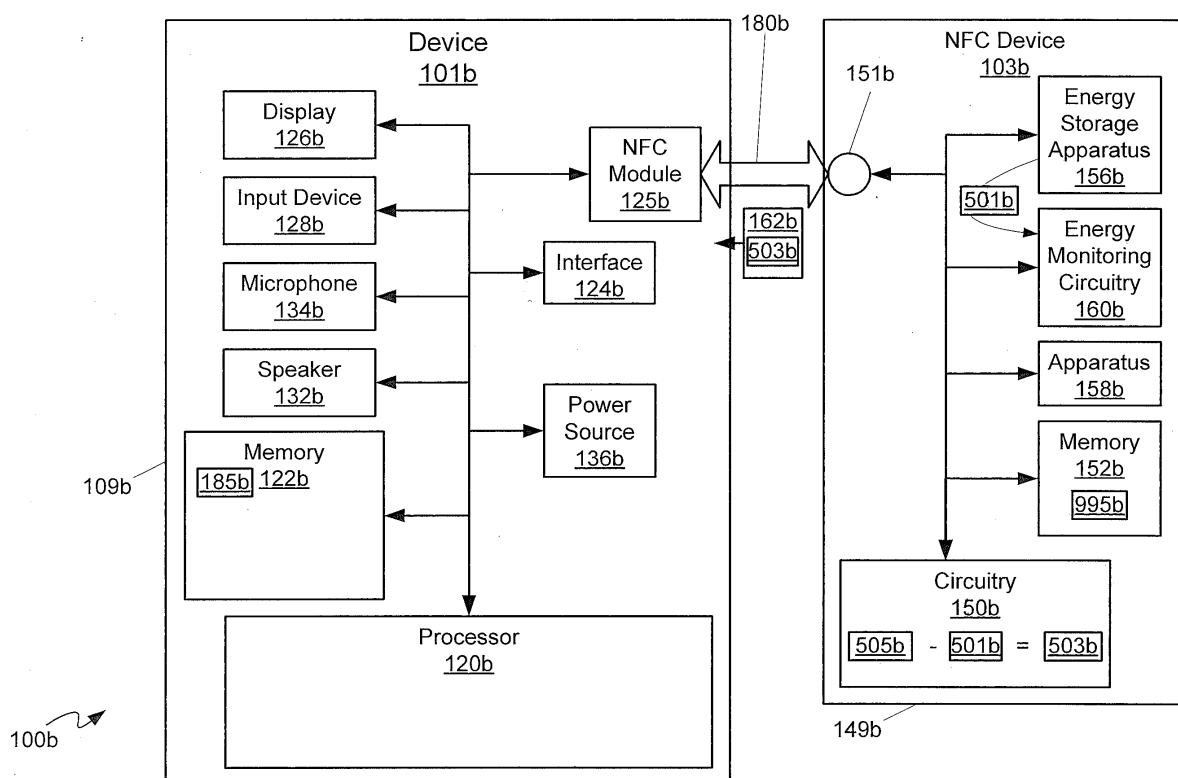 Device
101b
Display
126b
Input Device
128b
Microphone
134b
Speaker
132b
Memory
185b 122b
NFC
Module
125b
Interface
124b
Power
Source
136b
Processor
120b
109b
100b
180b
162b
503b
151b
NFC Device
103b
Energy
Storage
Apparatus
156b
501b
Energy
Monitoring
Circuitry
160b
Apparatus
158b
Memory
152b
995b
Circuitry
150b
505b - 501b = 503b
149b